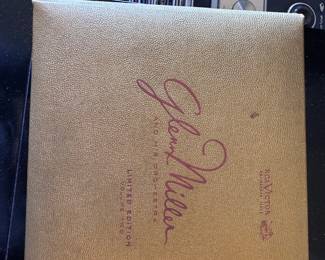 Glenn Miller
AND HIS ORCHESTRA
LIMITED EDITION
VOLUME TWO
RCA VICTOR